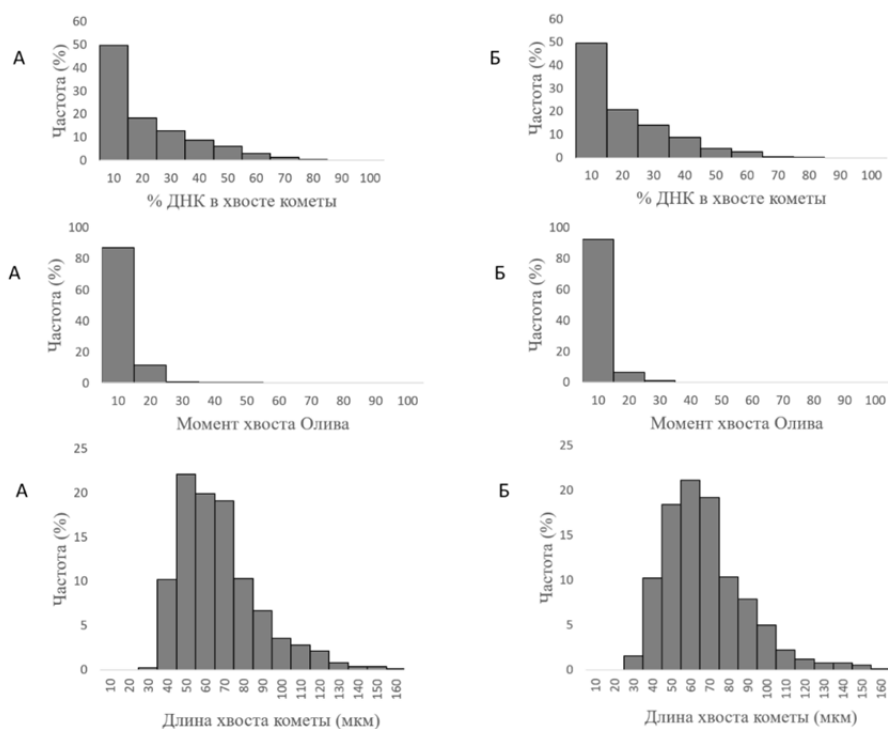 А
Частота (%)
60
50
40
30
20
10
0
10 20 30 40 50 60 70 80 90 100
% ДНК в хвосте кометы
Б
Частота (%)
60
50
40
30
20
10
0
10 20 30 40 50 60 70 80 90 100
% ДНК в хвосте кометы
А
Частота (%)
100
80
60
40
20
0
10 20 30 40 50 60 70 80 90 100
Момент хвоста Олива
Б
Частота (%)
100
80
60
40
20
0
10 20 30 40 50 60 70 80 90 100
Момент хвоста Олива
А
Частота (%)
25
20
15
10
5
0
10 20 30 40 50 60 70 80 90 100 110 120 130 140 150 160
Длина хвоста кометы (мкм)
Б
Частота (%)
25
20
15
10
5
0
10 20 30 40 50 60 70 80 90 100 110 120 130 140 150 160
Длина хвоста кометы (мкм)